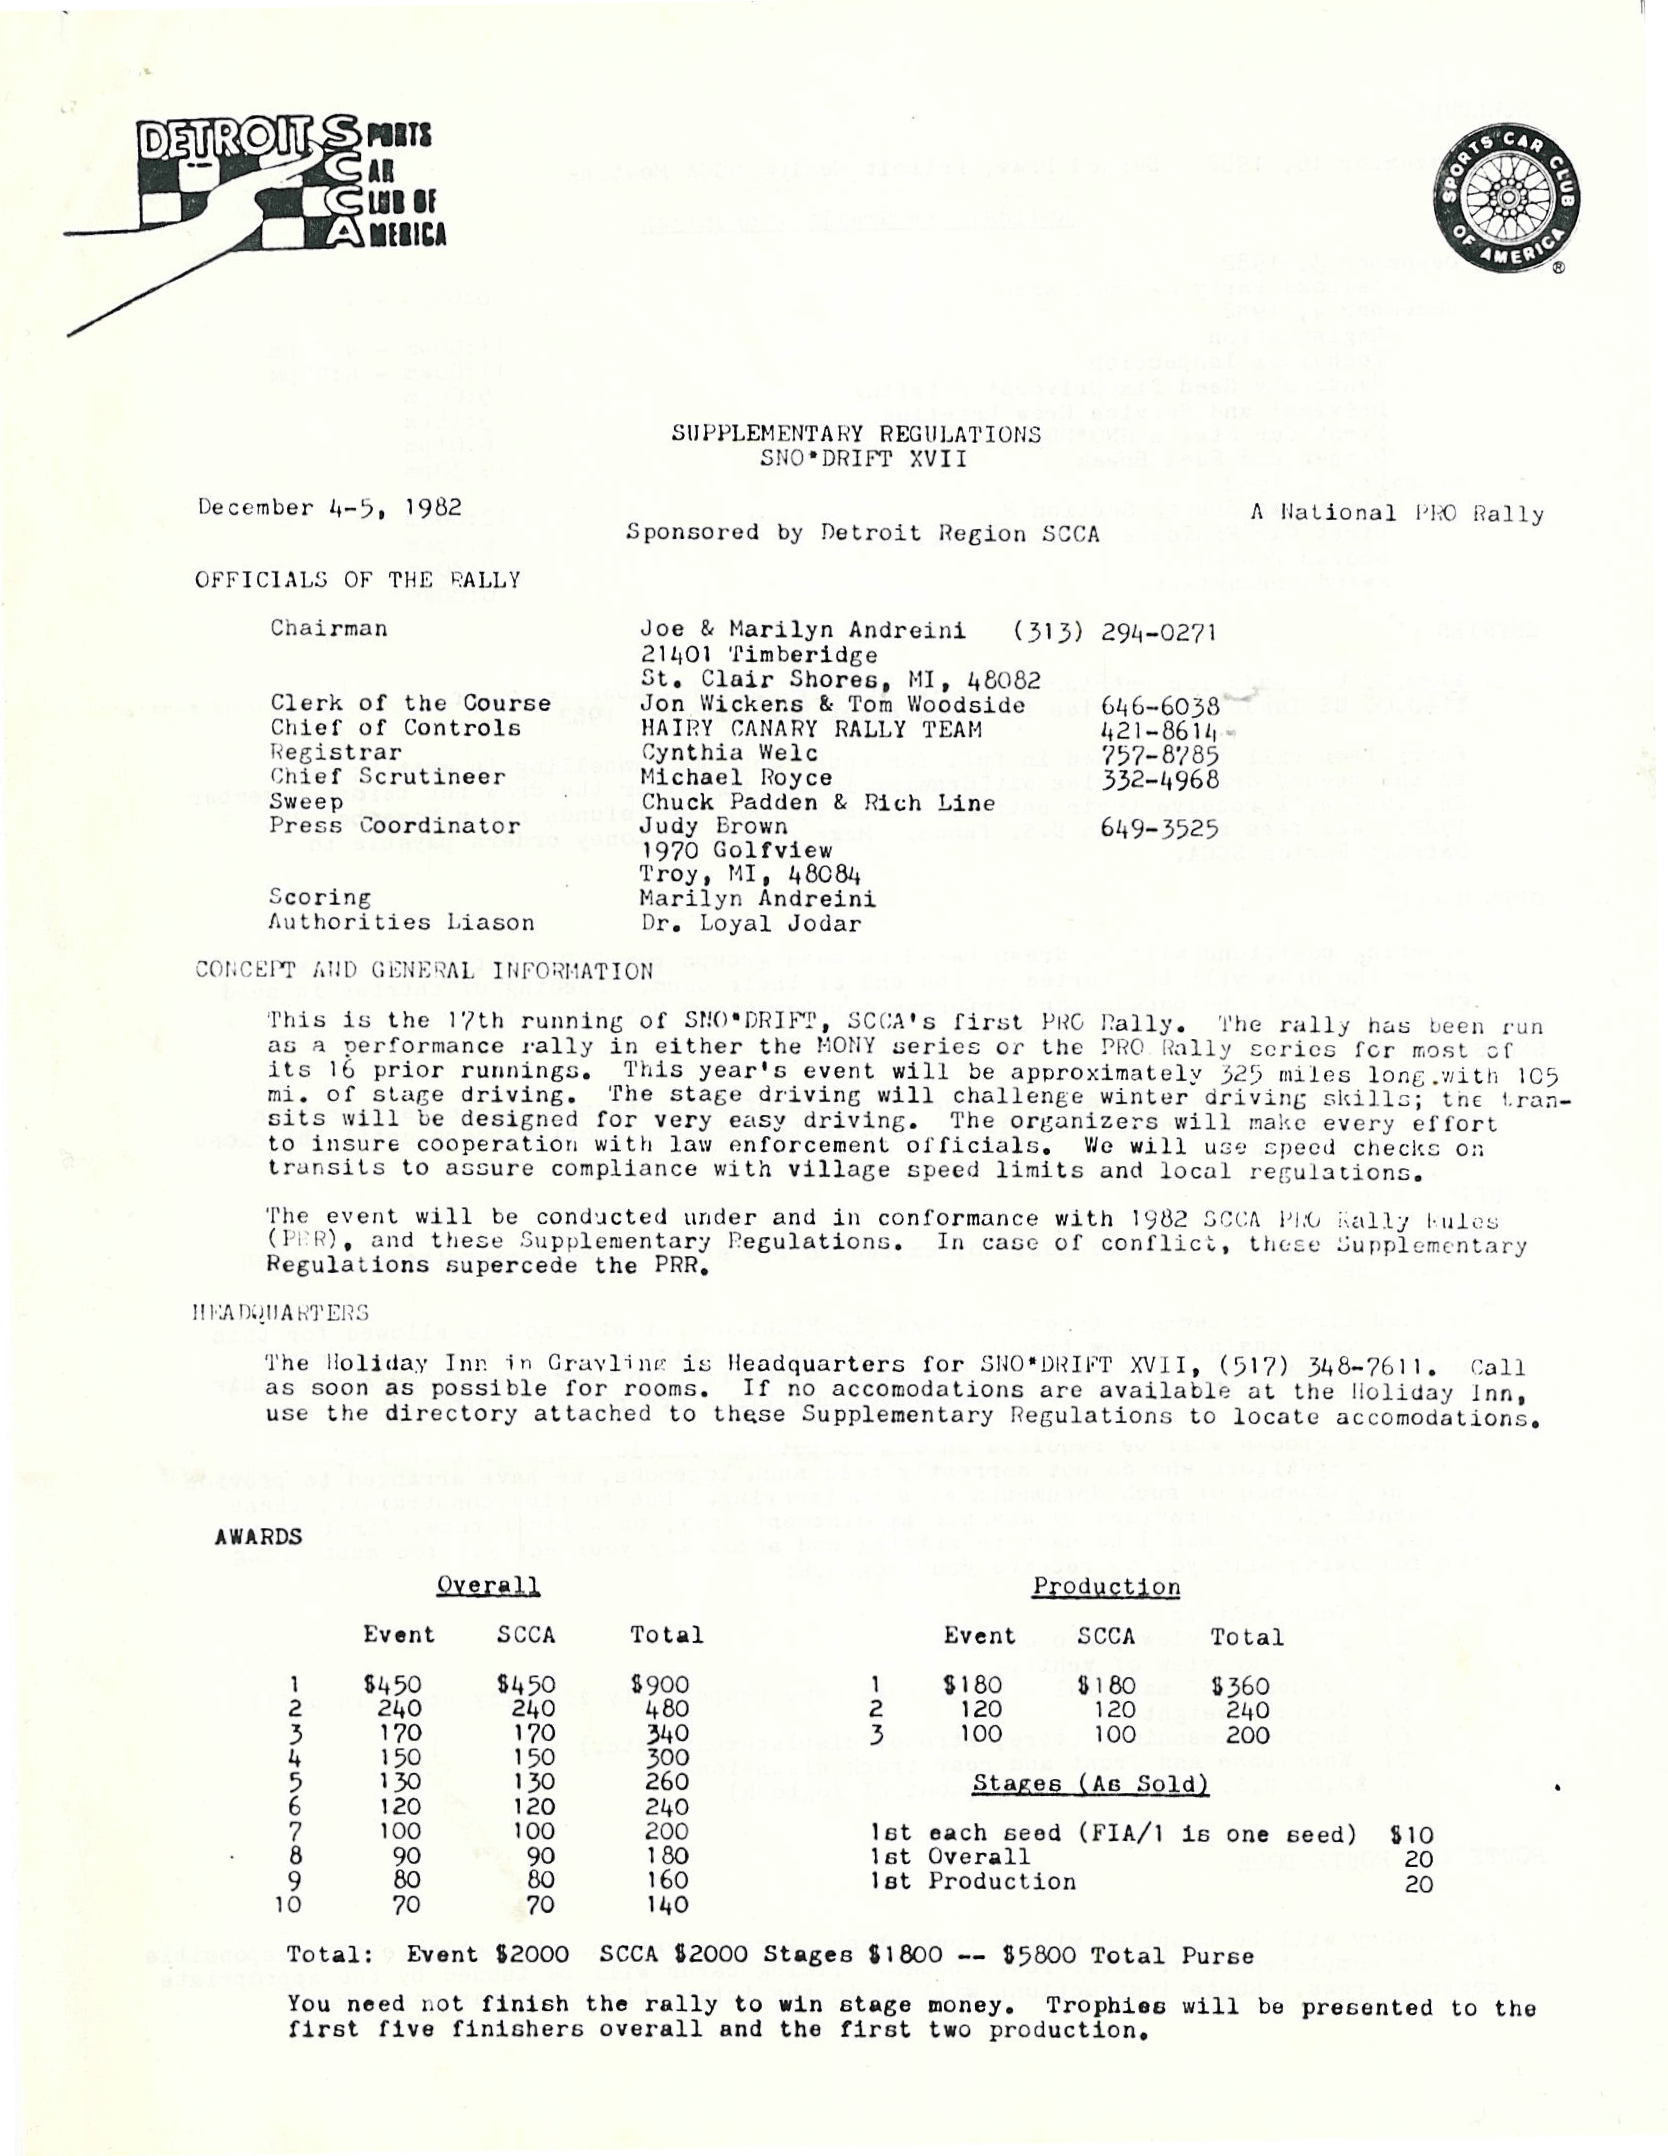 DETROIT SPORTS
CAR
CLUB OF
AMERICA
SPORTS CAR CLUB
OF AMERICA
®
SUPPLEMENTARY REGULATIONS
SNO*DRIFT XVII
December 4-5, 1982 A National PRO Rally
Sponsored by Detroit Region SCCA
OFFICIALS OF THE RALLY
Chairman Joe & Marilyn Andreini (313) 294-0271
21401 Timberidge
St. Clair Shores, MI, 48082
Clerk of the Course Jon Wickens & Tom Woodside 646-6038
Chief of Controls HAIRY CANARY RALLY TEAM 421-8614
Registrar Cynthia Welc 757-8785
Chief Scrutineer Michael Royce 332-4968
Sweep Chuck Padden & Rich Line
Press Coordinator Judy Brown 649-3525
1970 Golfview
Troy, MI, 48084
Scoring Marilyn Andreini
Authorities Liason Dr. Loyal Jodar
CONCEPT AND GENERAL INFORMATION
This is the 17th running of SNO*DRIFT, SCCA's first PRO Rally. The rally has been run
as a performance rally in either the MONY series or the PRO Rally series for most of
its 16 prior runnings. This year's event will be approximately 325 miles long with 105
mi. of stage driving. The stage driving will challenge winter driving skills; the tran-
sits will be designed for very easy driving. The organizers will make every effort
to insure cooperation with law enforcement officials. We will use speed checks on
transits to assure compliance with village speed limits and local regulations.
The event will be conducted under and in conformance with 1982 SCCA PRO Rally Rules
(PRR), and these Supplementary Regulations. In case of conflict, these Supplementary
Regulations supercede the PRR.
HEADQUARTERS
The Holiday Inn in Grayling is Headquarters for SNO*DRIFT XVII, (517) 348-7611. Call
as soon as possible for rooms. If no accomodations are available at the Holiday Inn,
use the directory attached to these Supplementary Regulations to locate accomodations.
AWARDS
Overall Production
Event SCCA Total Event SCCA Total
1 $450 $450 $900 1 $180 $180 $360
2 240 240 480 2 120 120 240
3 170 170 340 3 100 100 200
4 150 150 300
5 130 130 260 Stages (As Sold)
6 120 120 240
7 100 100 200 1st each seed (FIA/1 is one seed) $10
8 90 90 180 1st Overall 20
9 80 80 160 1st Production 20
10 70 70 140
Total: Event $2000 SCCA $2000 Stages $1800 -- $5800 Total Purse
You need not finish the rally to win stage money. Trophies will be presented to the
first five finishers overall and the first two production.